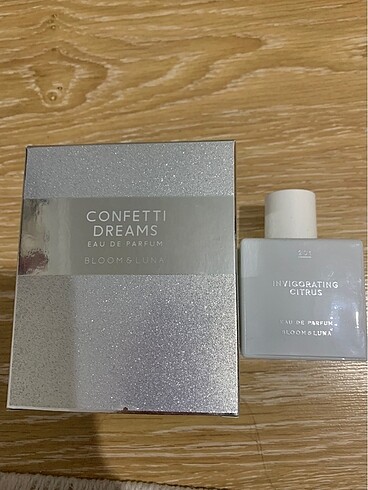 CONFETTI
DREAMS
EAU DE PARFUM
BLOOM & LUNA
INVIGORATING
CITRUS
EAU DE PARFUM
BLOOM & LUNA